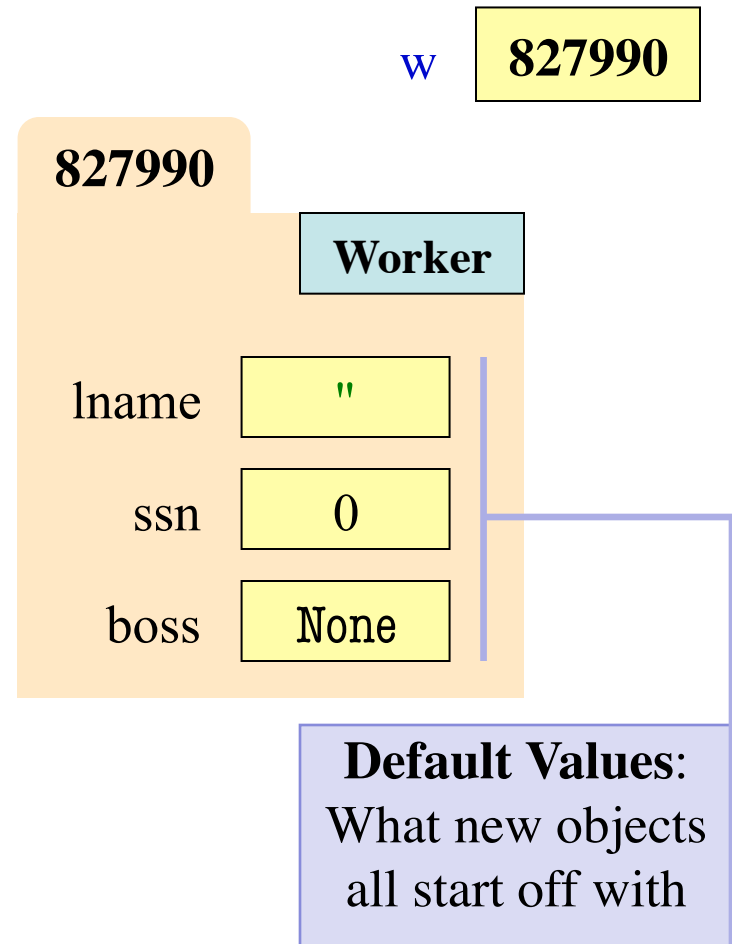 w 827990
827990
Worker
lname "
ssn 0
boss None
Default Values:
What new objects
all start off with